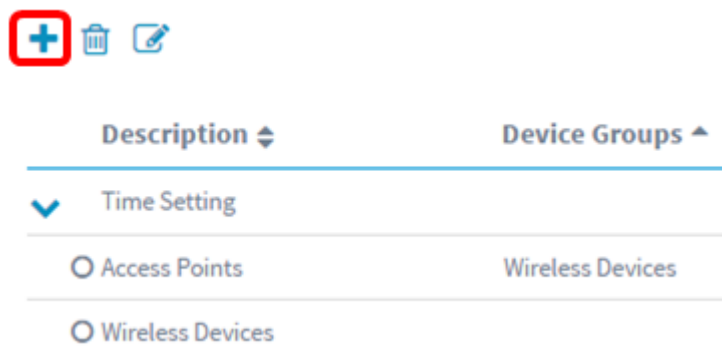 Description Device Groups
Time Setting
Access Points Wireless Devices
Wireless Devices